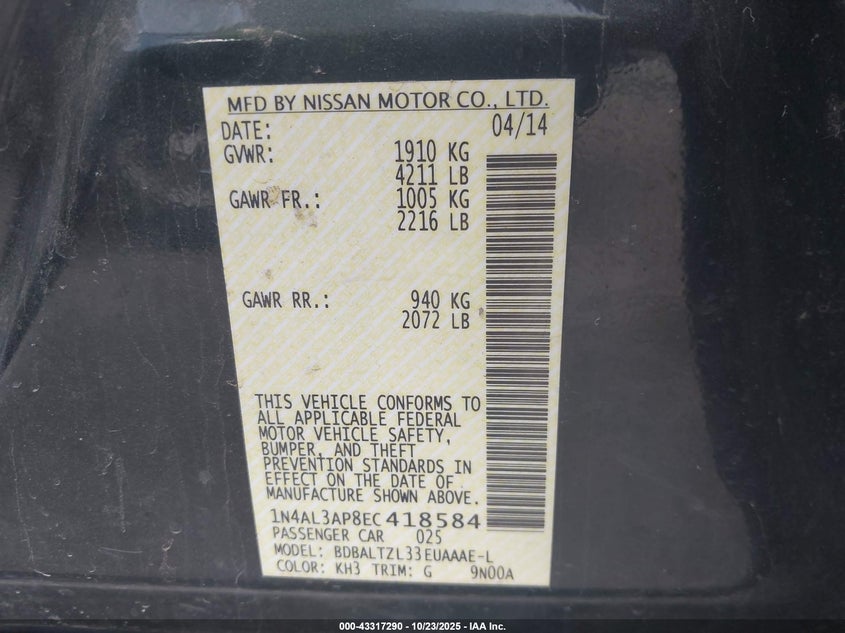 MFD BY NISSAN MOTOR CO., LTD.
DATE: 04/14
GVWR: 1910 KG
4211 LB
GAWR FR.: 1005 KG
2216 LB
GAWR RR.: 940 KG
2072 LB
THIS VEHICLE CONFORMS TO
ALL APPLICABLE FEDERAL
MOTOR VEHICLE SAFETY,
BUMPER, AND THEFT
PREVENTION STANDARDS IN
EFFECT ON THE DATE OF
MANUFACTURE SHOWN ABOVE.
1N4AL3AP8EC418584
PASSENGER CAR 025
MODEL: BDBALTZL33EUAAAE-L
COLOR: KH3 TRIM: G 9N00A
000-43317290 - 10/23/2025 - IAA Inc.